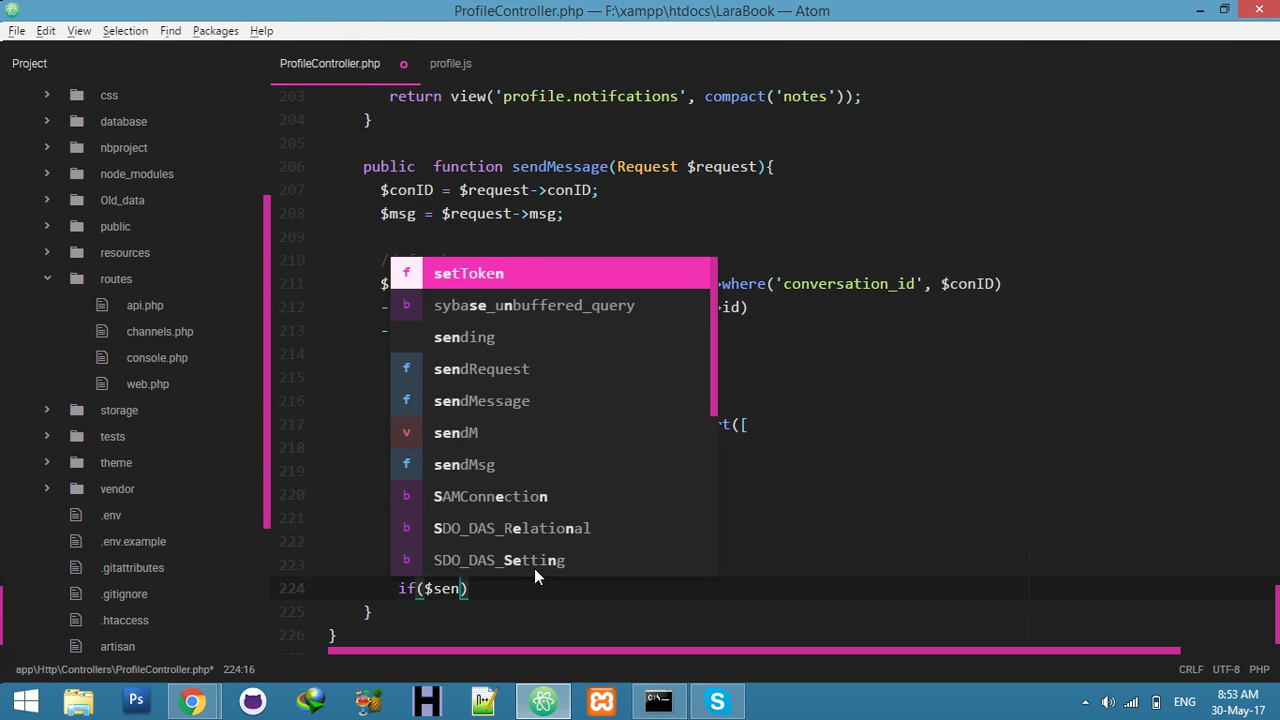 ProfileController.php — F:\xampp\htdocs\LaraBook — Atom
File Edit View Selection Find Packages Help
Project
ProfileController.php
profile.js
css
database
nbproject
node_modules
Old_data
public
resources
routes
api.php
channels.php
console.php
web.php
storage
tests
theme
vendor
.env
.env.example
.gitattributes
.gitignore
.htaccess
artisan
203 return view('profile.notifcations', compact('notes'));
204 }
205
206 public function sendMessage(Request $request){
207 $conID = $request->conID;
208 $msg = $request->msg;
209
210 /
211 $ where('conversation_id', $conID)
212 - id)
213 -
214
215
216
217 t([
218
219
220
221
222
223
224 if($sen)
225 }
226 }
f setToken
b sybase_unbuffered_query
sending
f sendRequest
f sendMessage
v sendM
f sendMsg
b SAMConnection
b SDO_DAS_Relational
b SDO_DAS_Setting
app\Http\Controllers\ProfileController.php* 224:16
CRLF UTF-8 PHP
Ps
H
n++
C:\
S
ENG
8:53 AM
30-May-17